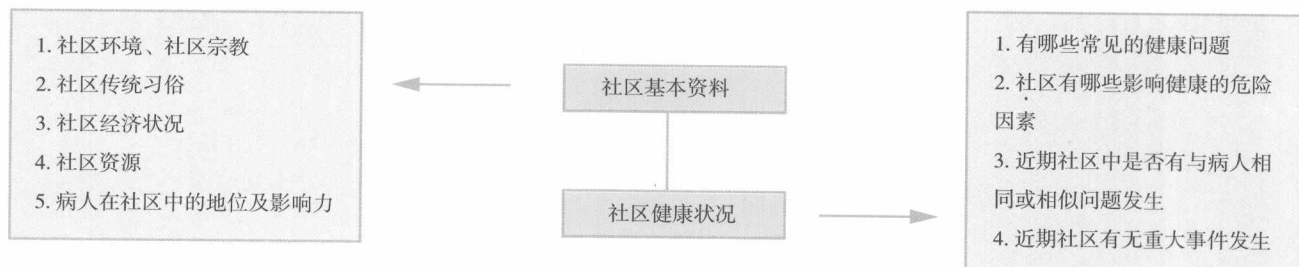 1. 社区环境、社区宗教
2. 社区传统习俗
3. 社区经济状况
4. 社区资源
5. 病人在社区中的地位及影响力
社区基本资料
社区健康状况
1. 有哪些常见的健康问题
2. 社区有哪些影响健康的危险
因素
3. 近期社区中是否有与病人相
同或相似问题发生
4. 近期社区有无重大事件发生